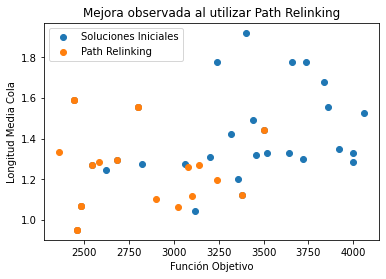 Mejora observada al utilizar Path Relinking
Soluciones Iniciales
Path Relinking
Longitud Media Cola
1.8
1.6
1.4
1.2
1.0
2500 2750 3000 3250 3500 3750 4000
Función Objetivo